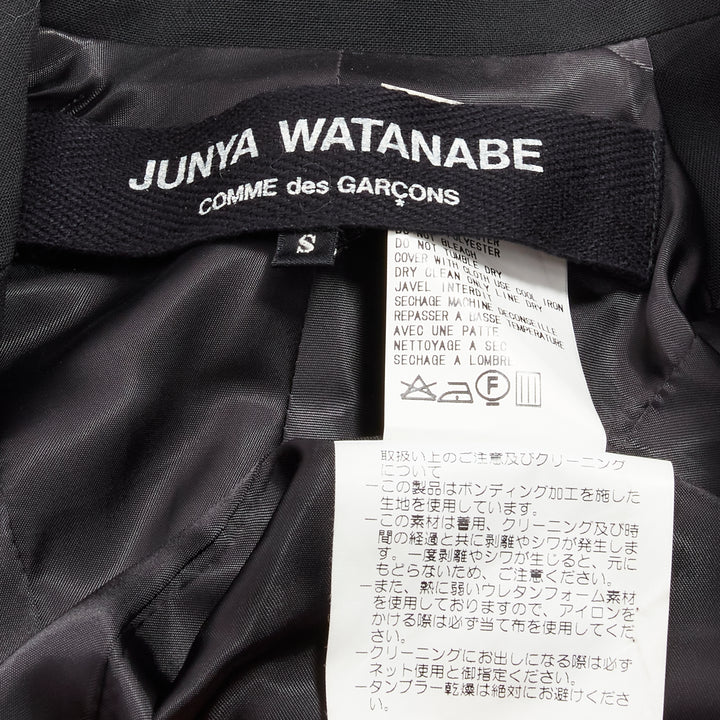 JUNYA WATANABE
COMME des GARÇONS
S
POLYESTER
DO NOT BLEACH
DO NOT TUMBLE DRY
COVER WITH CLOTH USE COOL IRON
DRY CLEAN ONLY LINE DRY
JAVEL INTERDIT
SECHAGE MACHINE DECONSEILLE
REPASSER A BASSE TEMPERATURE
AVEC UNE PATTE
NETTOYAGE A SEC
SECHAGE A LOMBRE
F
取扱い上のご注意及びクリーニング
について
ーこの製品はボンディング加工を施した
生地を使用しています。
ーこの素材は着用、クリーニング及び時
間の経過と共に剥離やシワが発生しま
す。一度剥離やシワが生じると、元に
もどらないため、ご注意ください。
ーまた、熱に弱いウレタンフォーム素材
を使用しておりますので、アイロンを
かける際は必ず当て布を使用してくだ
さい。
ークリーニングにお出しになる際は必ず
ネット使用と御指定ください。
ータンブラー乾燥は絶対にお避けくださ
い。